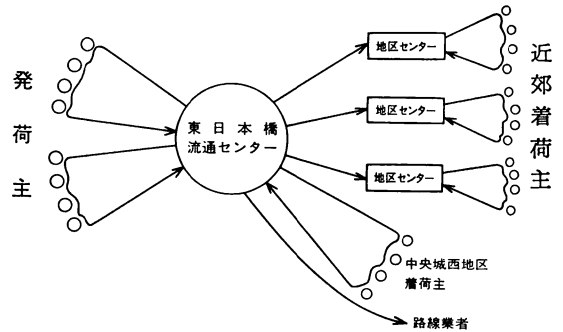 発荷主
東日本橋
流通センター
地区センター
地区センター
地区センター
近郊着荷主
中央城西地区
着荷主
路線業者